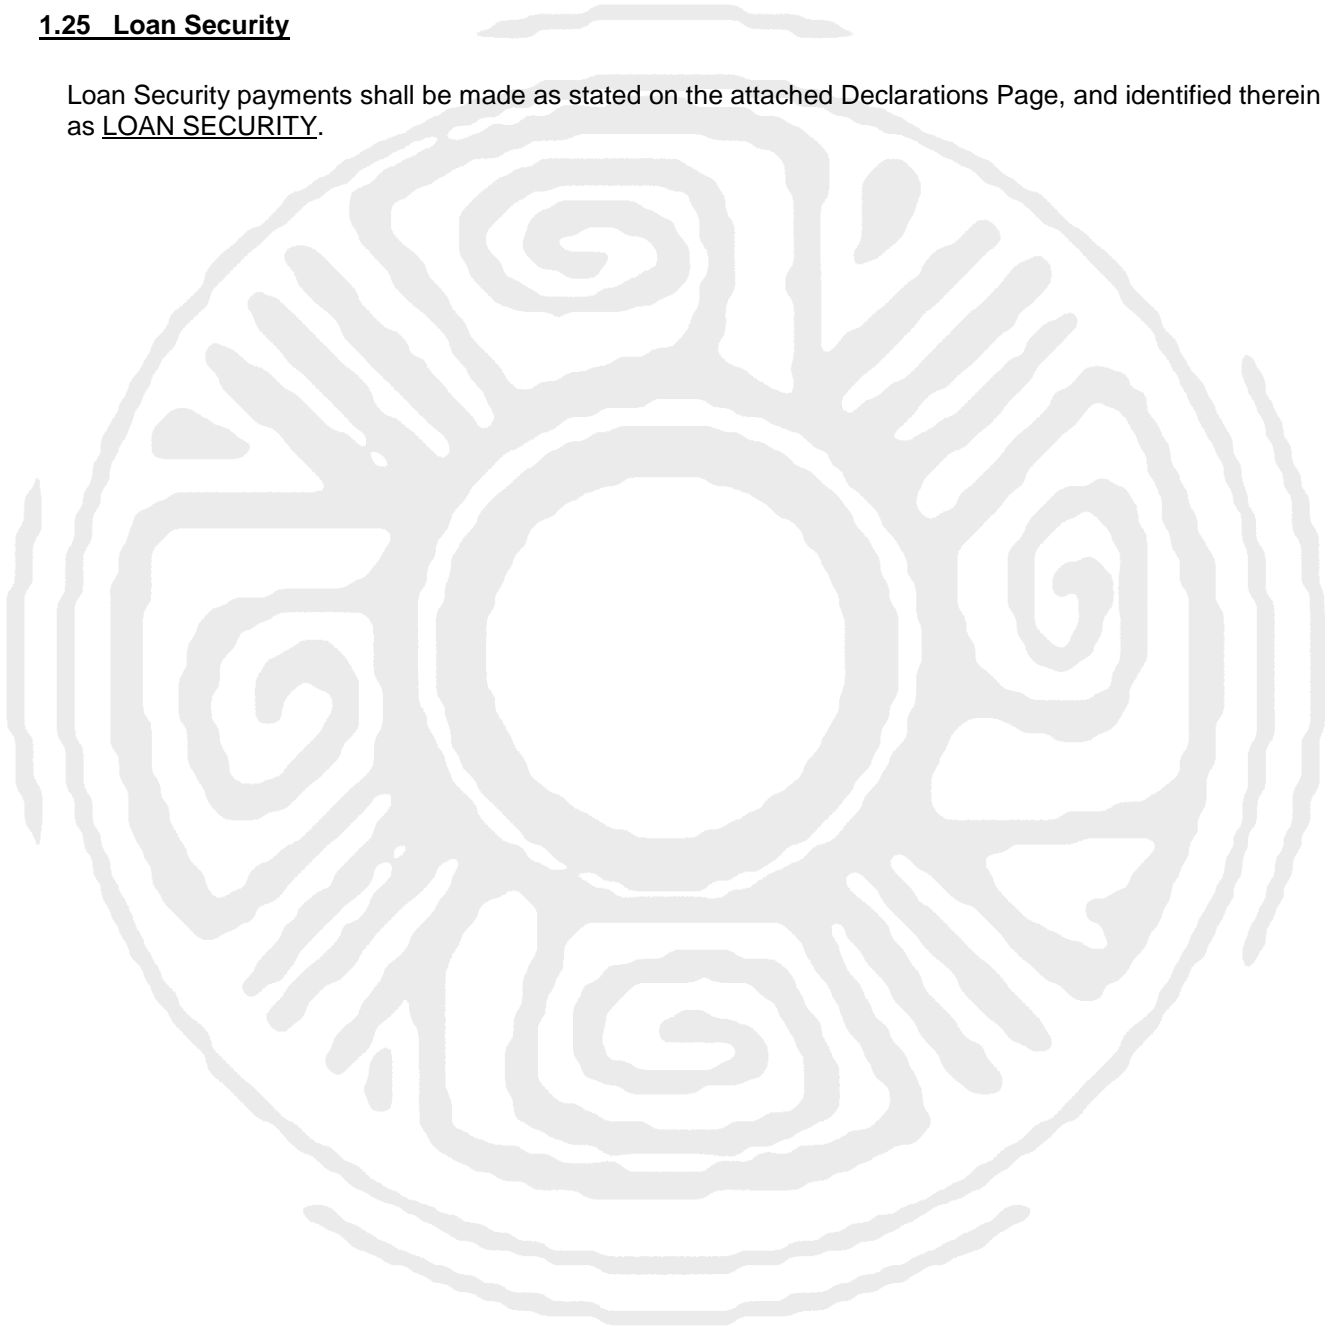 1.25 Loan Security
Loan Security payments shall be made as stated on the attached Declarations Page, and identified therein
as LOAN SECURITY.